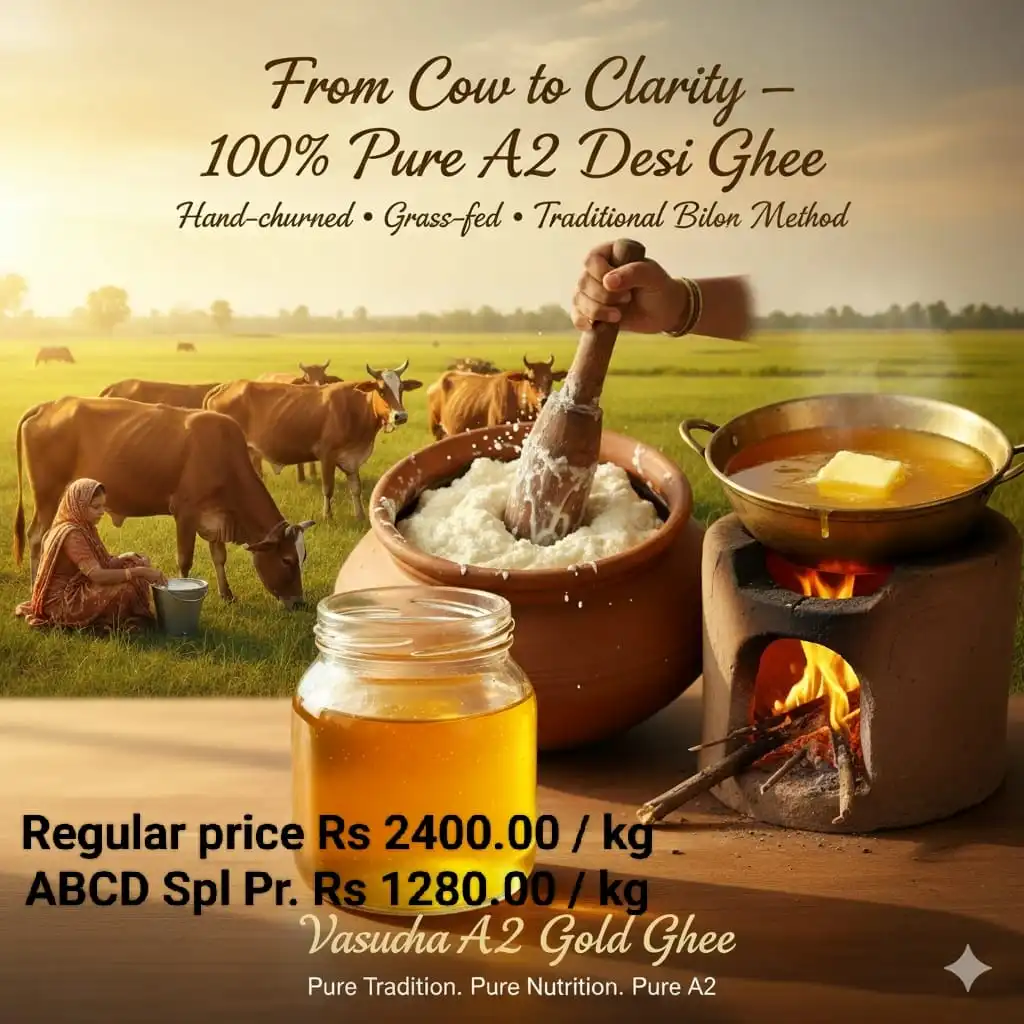 From Cow to Clarity –
100% Pure A2 Desi Ghee
Hand-churned • Grass-fed • Traditional Bilon Method
Regular price Rs 2400.00 / kg
ABCD Spl Pr. Rs 1280.00 / kg
Vasucha A2 Gold Ghee
Pure Tradition. Pure Nutrition. Pure A2